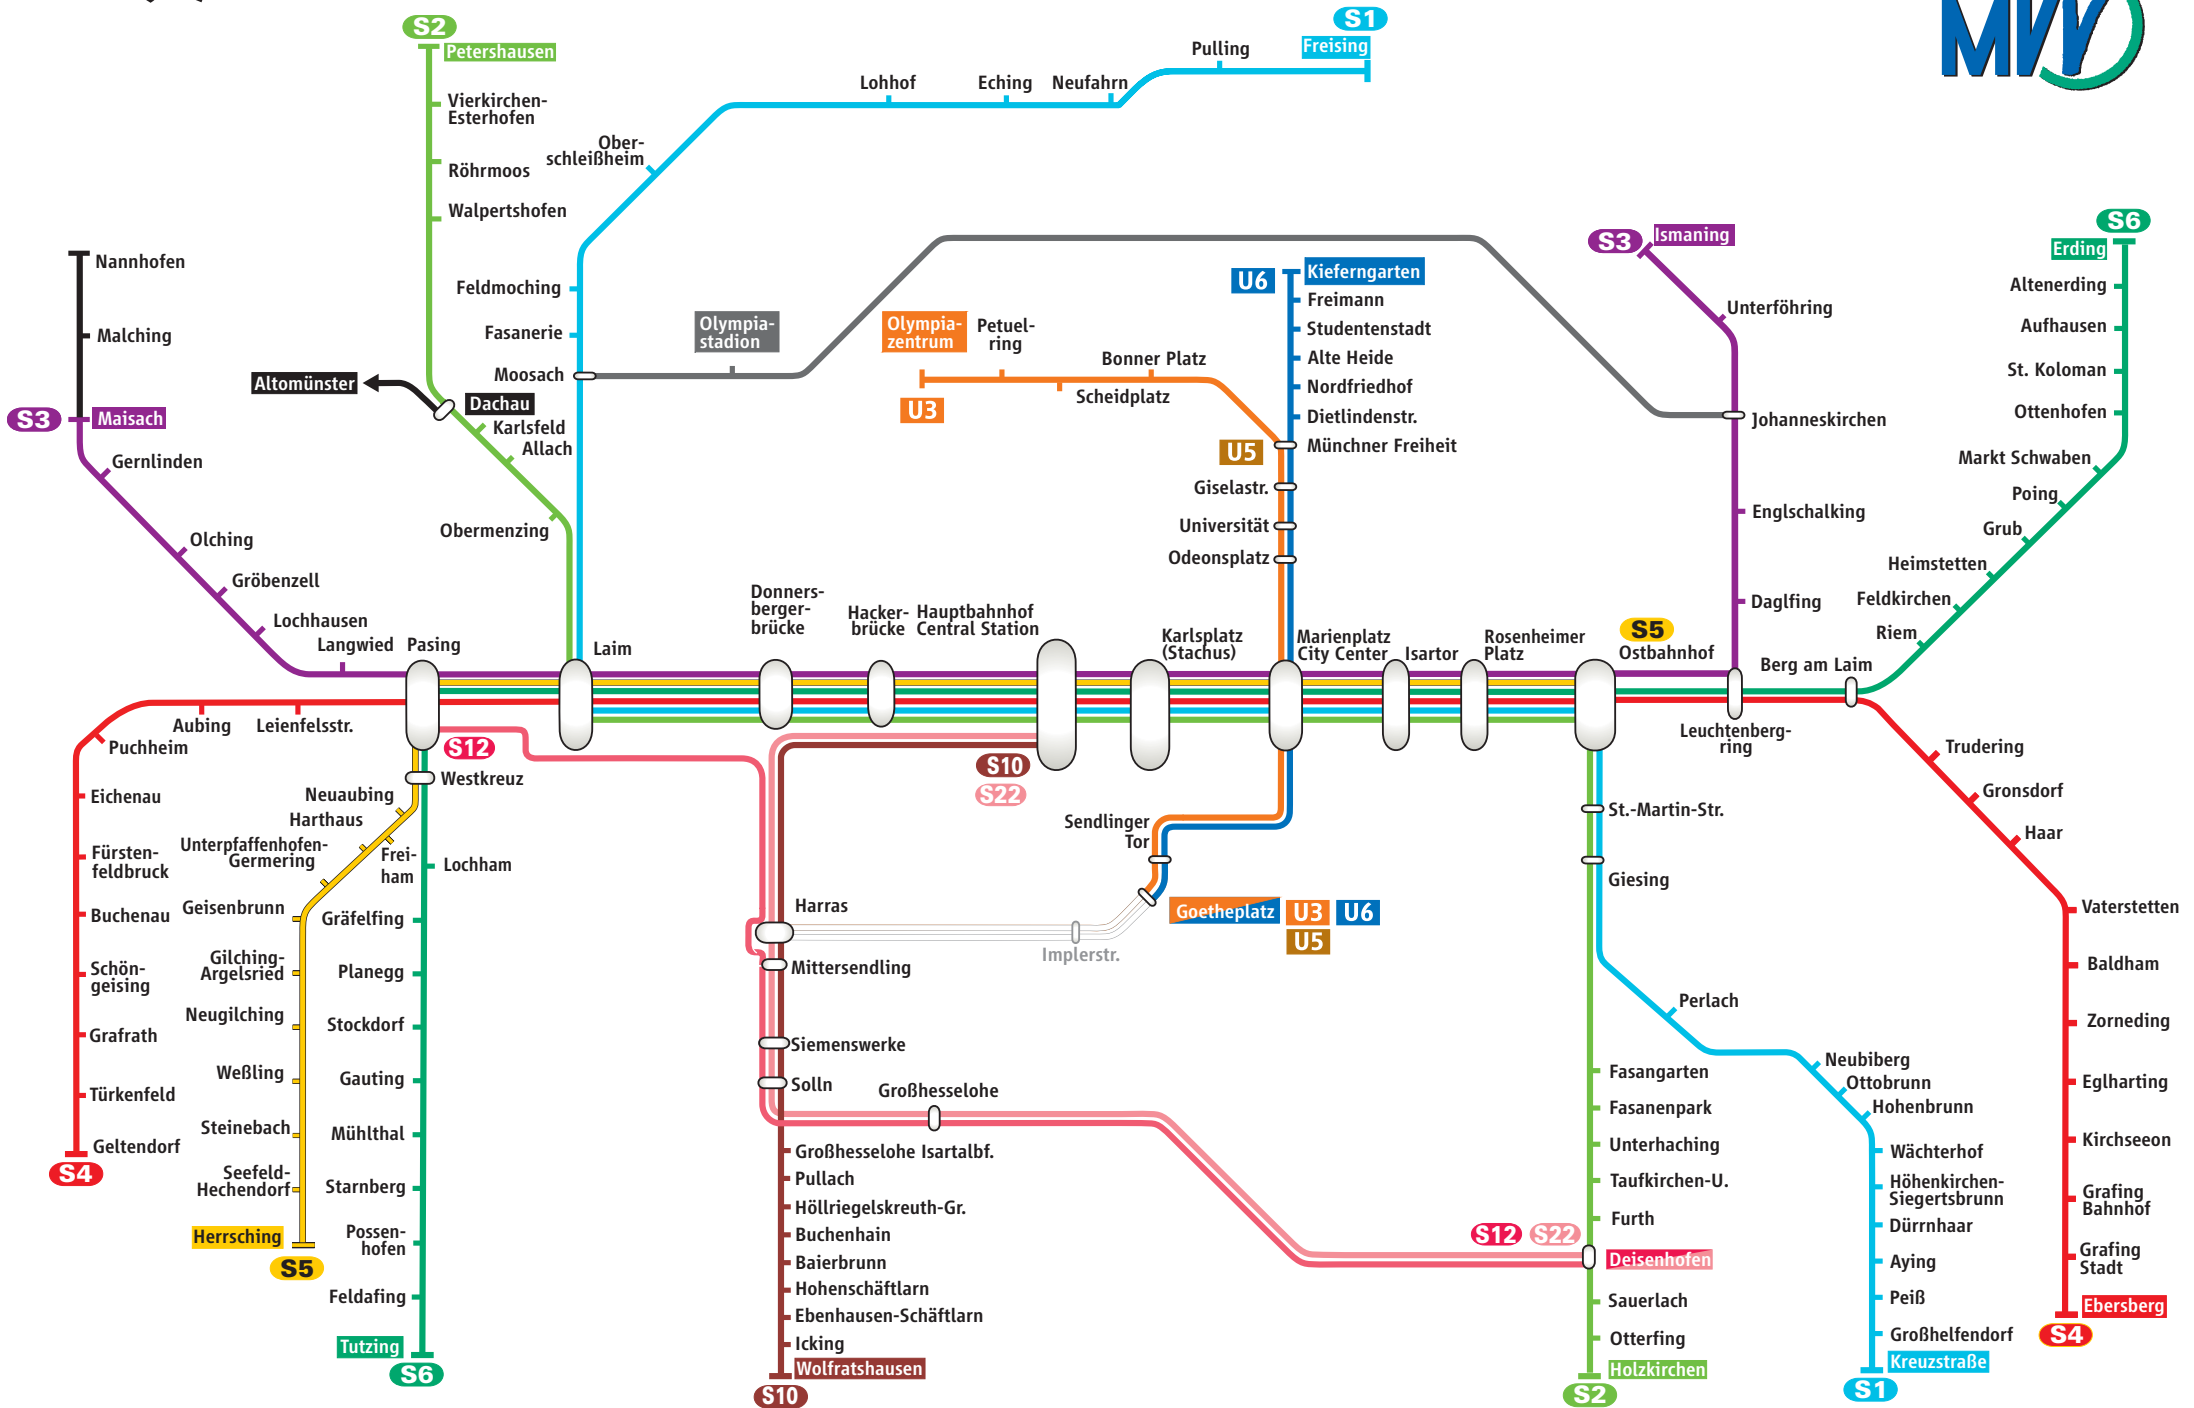 S2
Petershausen
Vierkirchen-
Esterhofen
Röhrmoos
Walpertshofen
S1
Freising
Pulling
Neufahrn
Eching
Lohhof
Ober-
schleißheim
Feldmoching
Fasanerie
Moosach
MVV
Nannhofen
Malching
S3
Maisach
Gernlinden
Olching
Gröbenzell
Lochhausen
Langwied
Altomünster
Dachau
Karlsfeld
Allach
Obermenzing
Olympia-
stadion
Olympia-
zentrum
U3
Petuel-
ring
Scheidplatz
Bonner Platz
U6
Kieferngarten
Freimann
Studentenstadt
Alte Heide
Nordfriedhof
Dietlindenstr.
Münchner Freiheit
U5
Giselastr.
Universität
Odeonsplatz
S3
Ismaning
Unterföhring
Johanneskirchen
Englschalking
Daglfing
S6
Erding
Altenerding
Aufhausen
St. Koloman
Ottenhofen
Markt Schwaben
Poing
Grub
Heimstetten
Feldkirchen
Riem
Berg am Laim
Pasing
Laim
Donners-
berger-
brücke
Hacker-
brücke
Hauptbahnhof
Central Station
Karlsplatz
(Stachus)
Marienplatz
City Center
Isartor
Rosenheimer
Platz
S5
Ostbahnhof
Leuchtenberg-
ring
Leienfelsstr.
Aubing
Puchheim
Eichenau
Fürsten-
feldbruck
Buchenau
Schön-
geising
Grafrath
Türkenfeld
Geltendorf
S4
S12
Westkreuz
Neuaubing
Harthaus
Frei-
ham
Unterpfaffenhofen-
Germering
Geisenbrunn
Gilching-
Argelsried
Neugilching
Weßling
Steinebach
Seefeld-
Hechendorf
Herrsching
S5
Lochham
Gräfelfing
Planegg
Stockdorf
Gauting
Mühlthal
Starnberg
Possen-
hofen
Feldafing
Tutzing
S6
S10
S22
Harras
Mittersendling
Siemenswerke
Solln
Großhesselohe
Großhesselohe Isartalbf.
Pullach
Höllriegelskreuth-Gr.
Buchenhain
Baierbrunn
Hohenschäftlarn
Ebenhausen-Schäftlarn
Icking
Wolfratshausen
S10
Sendlinger
Tor
Goetheplatz
U3
U6
U5
Implerstr.
St.-Martin-Str.
Giesing
Fasangarten
Fasanenpark
Unterhaching
Taufkirchen-U.
Furth
S12
S22
Deisenhofen
Sauerlach
Otterfing
Holzkirchen
S2
Perlach
Neubiberg
Ottobrunn
Hohenbrunn
Wächterhof
Höhenkirchen-
Siegertsbrunn
Dürrnhaar
Aying
Peiß
Großhelfendorf
Kreuzstraße
S1
Trudering
Gronsdorf
Haar
Vaterstetten
Baldham
Zorneding
Eglharting
Kirchseeon
Grafing
Bahnhof
Grafing
Stadt
Ebersberg
S4